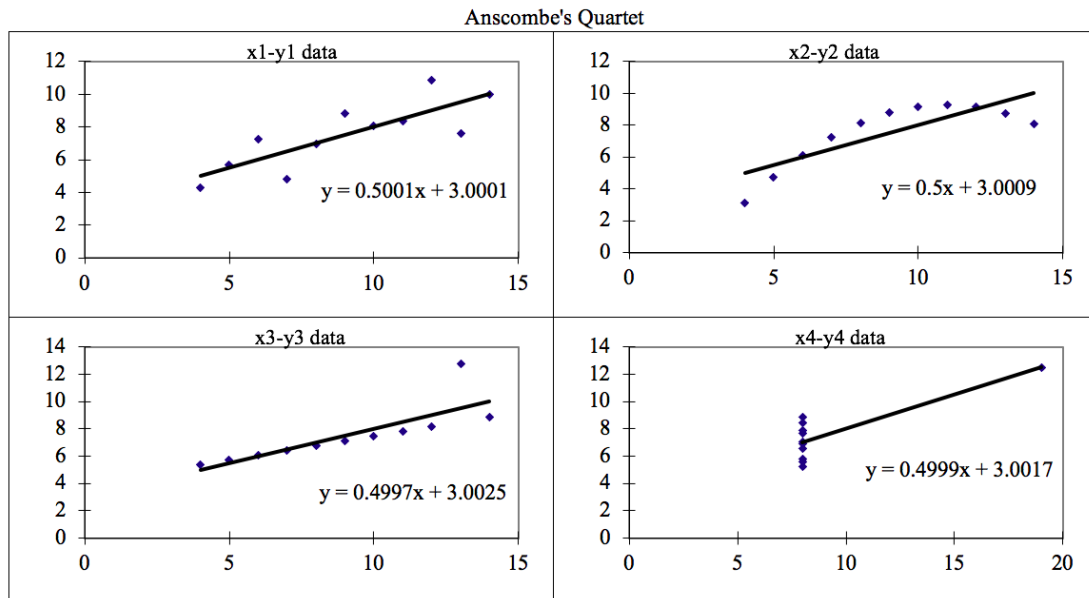 Anscombe's Quartet
x1-y1 data
12
10
8
6
4
2
0
0 5 10 15
y = 0.5001x + 3.0001
x2-y2 data
12
10
8
6
4
2
0
0 5 10 15
y = 0.5x + 3.0009
x3-y3 data
14
12
10
8
6
4
2
0
0 5 10 15
y = 0.4997x + 3.0025
x4-y4 data
14
12
10
8
6
4
2
0
0 5 10 15 20
y = 0.4999x + 3.0017